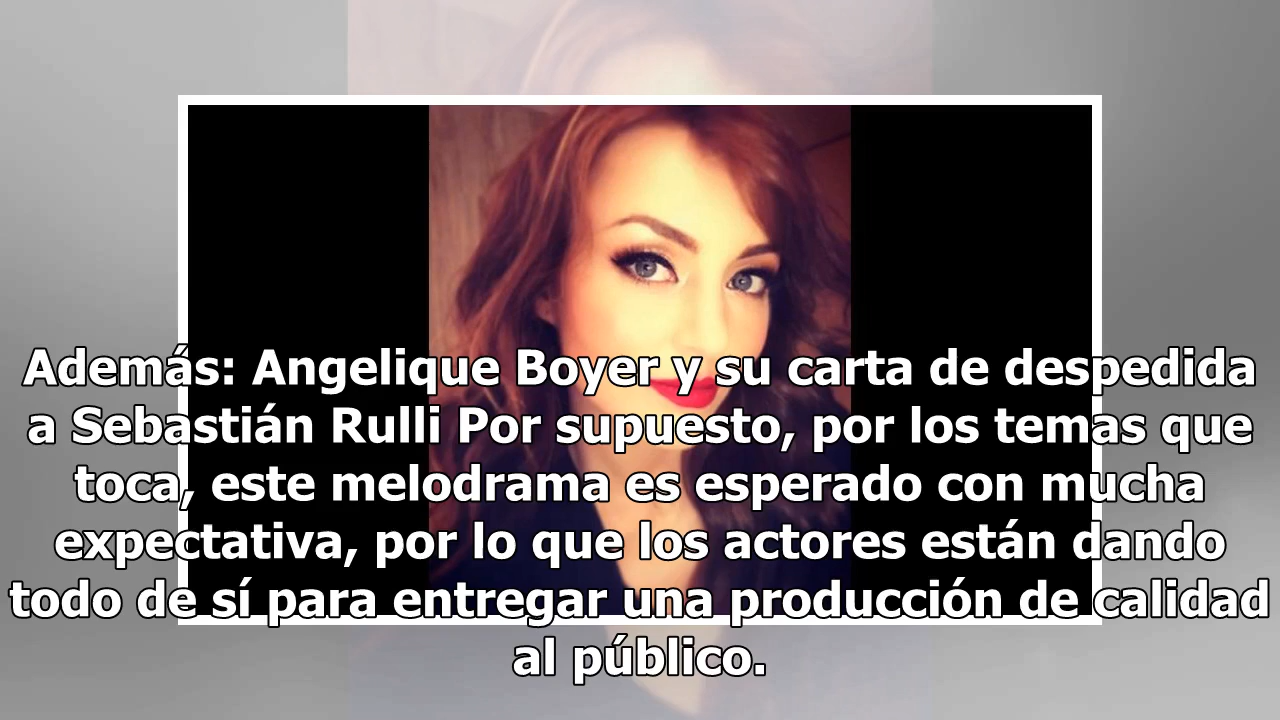 Además: Angelique Boyer y su carta de despedida
a Sebastián Rulli Por supuesto, por los temas que
toca, este melodrama es esperado con mucha
expectativa, por lo que los actores están dando
todo de sí para entregar una producción de calidad
al público.